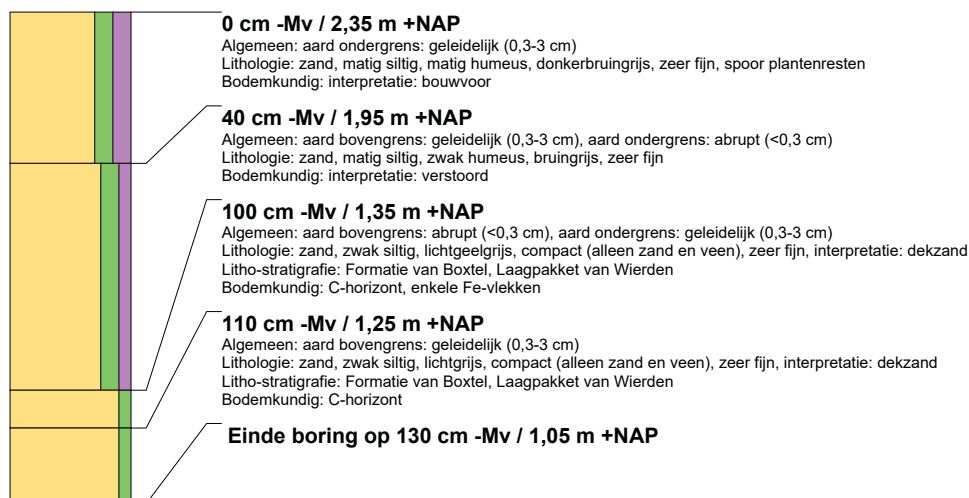 0 cm -Mv / 2,35 m +NAP
Algemeen: aard ondergrens: geleidelijk (0,3-3 cm)
Lithologie: zand, matig siltig, matig humeus, donkerbruingrijs, zeer fijn, spoor plantenresten
Bodemkundig: interpretatie: bouwvoor
40 cm -Mv / 1,95 m +NAP
Algemeen: aard bovengrens: geleidelijk (0,3-3 cm), aard ondergrens: abrupt (<0,3 cm)
Lithologie: zand, matig siltig, zwak humeus, bruingrijs, zeer fijn
Bodemkundig: interpretatie: verstoord
100 cm -Mv / 1,35 m +NAP
Algemeen: aard bovengrens: abrupt (<0,3 cm), aard ondergrens: geleidelijk (0,3-3 cm)
Lithologie: zand, zwak siltig, lichtgeelgrijs, compact (alleen zand en veen), zeer fijn, interpretatie: dekzand
Litho-stratigrafie: Formatie van Boxtel, Laagpakket van Wierden
Bodemkundig: C-horizont, enkele Fe-vlekken
110 cm -Mv / 1,25 m +NAP
Algemeen: aard bovengrens: geleidelijk (0,3-3 cm)
Lithologie: zand, zwak siltig, lichtgrijs, compact (alleen zand en veen), zeer fijn, interpretatie: dekzand
Litho-stratigrafie: Formatie van Boxtel, Laagpakket van Wierden
Bodemkundig: C-horizont
Einde boring op 130 cm -Mv / 1,05 m +NAP